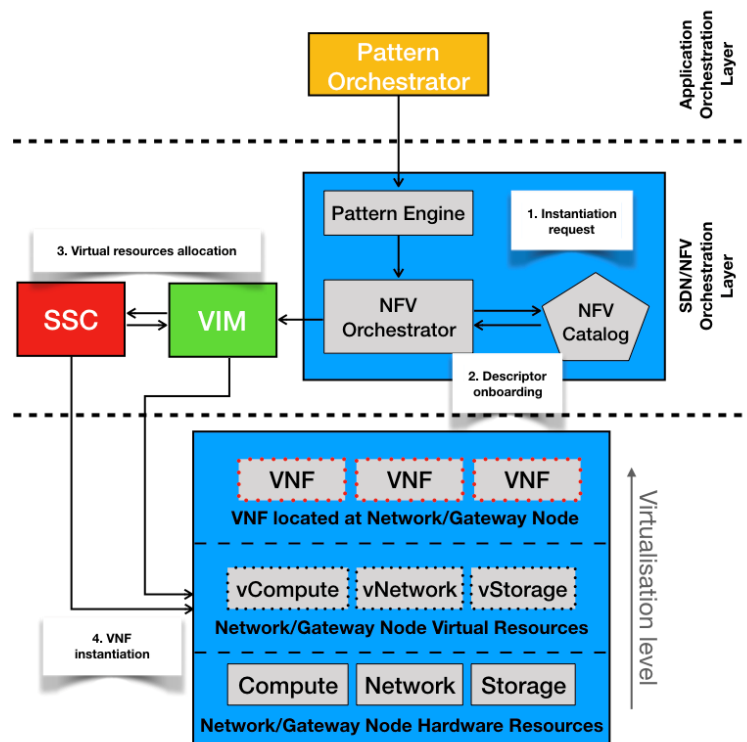 Pattern
Orchestrator
Application
Orchestration
Layer
Pattern Engine
1. Instantiation
request
3. Virtual resources allocation
SSC
VIM
NFV
Orchestrator
NFV
Catalog
SDN/NFV
Orchestration
Layer
2. Descriptor
onboarding
VNF
VNF
VNF
VNF located at Network/Gateway Node
vCompute
vNetwork
vStorage
Network/Gateway Node Virtual Resources
4. VNF
instantiation
Compute
Network
Storage
Network/Gateway Node Hardware Resources
Virtualisation level